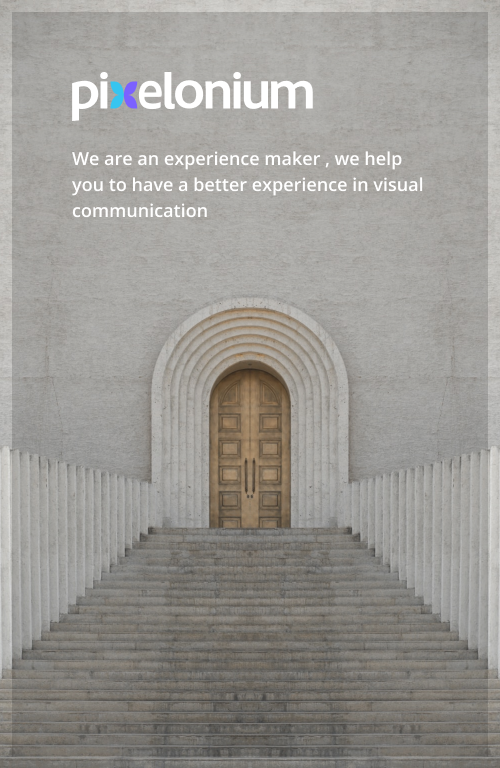 pixelonium
We are an experience maker , we help
you to have a better experience in visual
communication